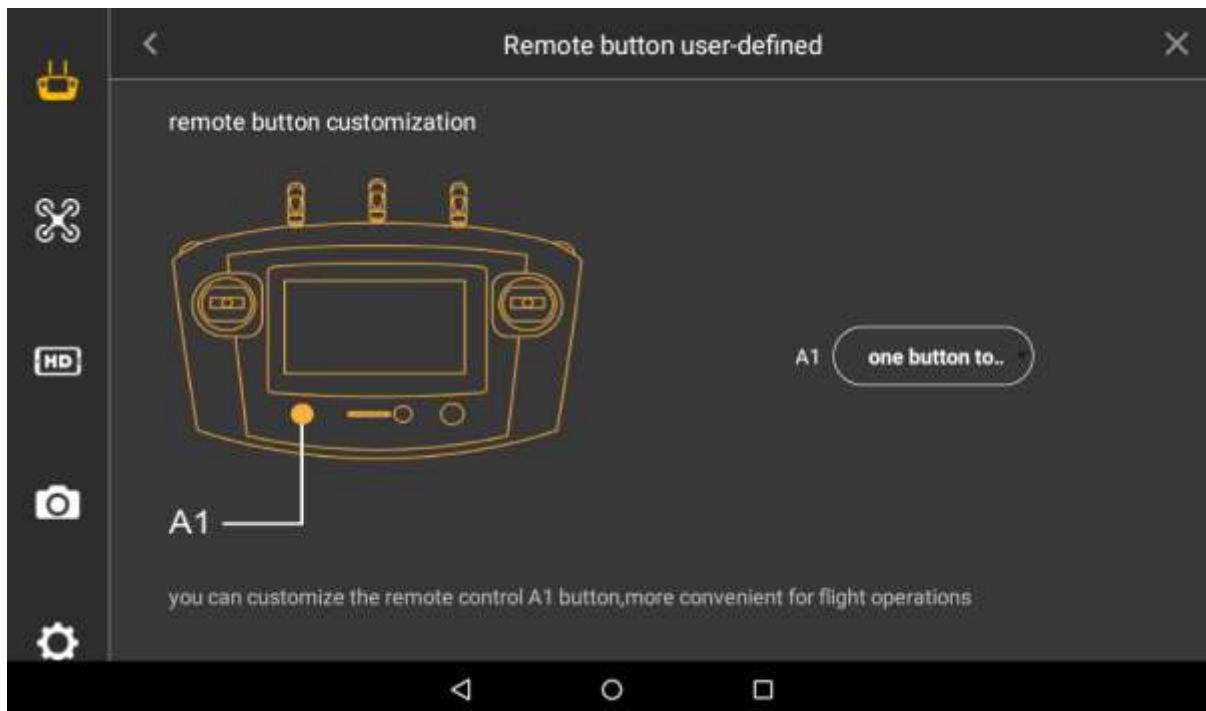 Remote button user-defined
remote button customization
HD
A1 one button to..
A1
you can customize the remote control A1 button,more convenient for flight operations